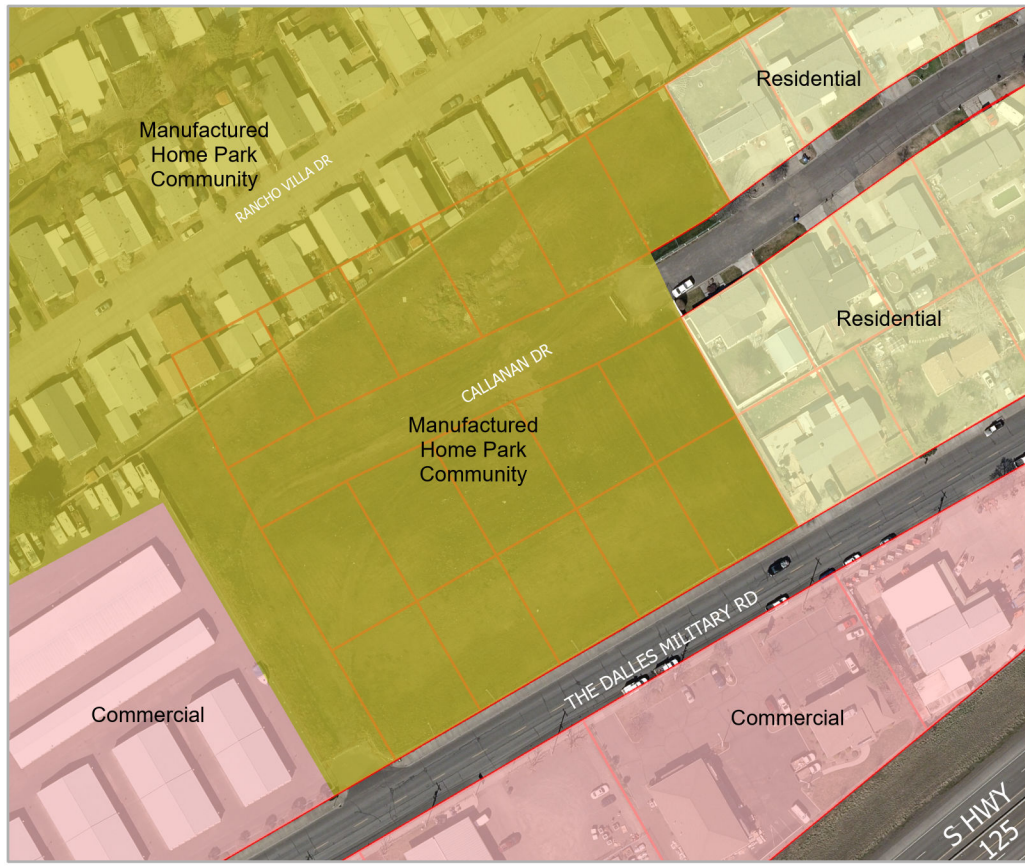 Residential
Manufactured
Home Park
Community
RANCHO VILLA DR
Residential
CALLANAN DR
Manufactured
Home Park
Community
THE DALLES MILITARY RD
Commercial
Commercial
S HWY
125